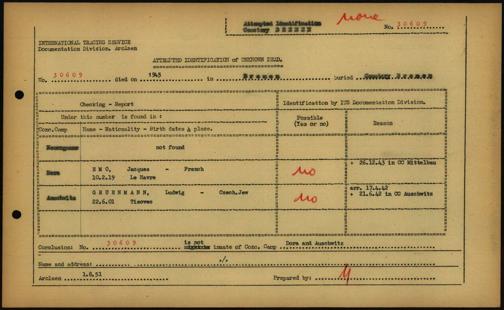 Attempted Identification none
Cemetery BREMEN No. 30609
INTERNATIONAL TRACING SERVICE
Documentation Division. Arolsen
ATTEMPTED IDENTIFICATION of UNKNOWN DEAD.
No. 30609 died on 1945 in Bremen buried Cemetery Bremen
Checking - Report Identification by ITS Documentation Division.
Under this number is found in: Possible (Yes or no) Reason
Conc.Camp Name - Nationality - Birth dates & place.
Neuengamme not found
Dora EMO, Jacques - French no + 26.12.43 in CC Mittelbau
10.2.19 Le Havre
Auschwitz GRUENMANN, Ludwig - Czech.Jew no arr. 17.4.42
22.6.01 Tisovec + 21.6.42 in CC Auschwitz
Conclusion: No. 30609 is not inmate of Conc. Camp Dora and Auschwitz
Name and address: ./.
Arolsen 1.8.51 Prepared by: